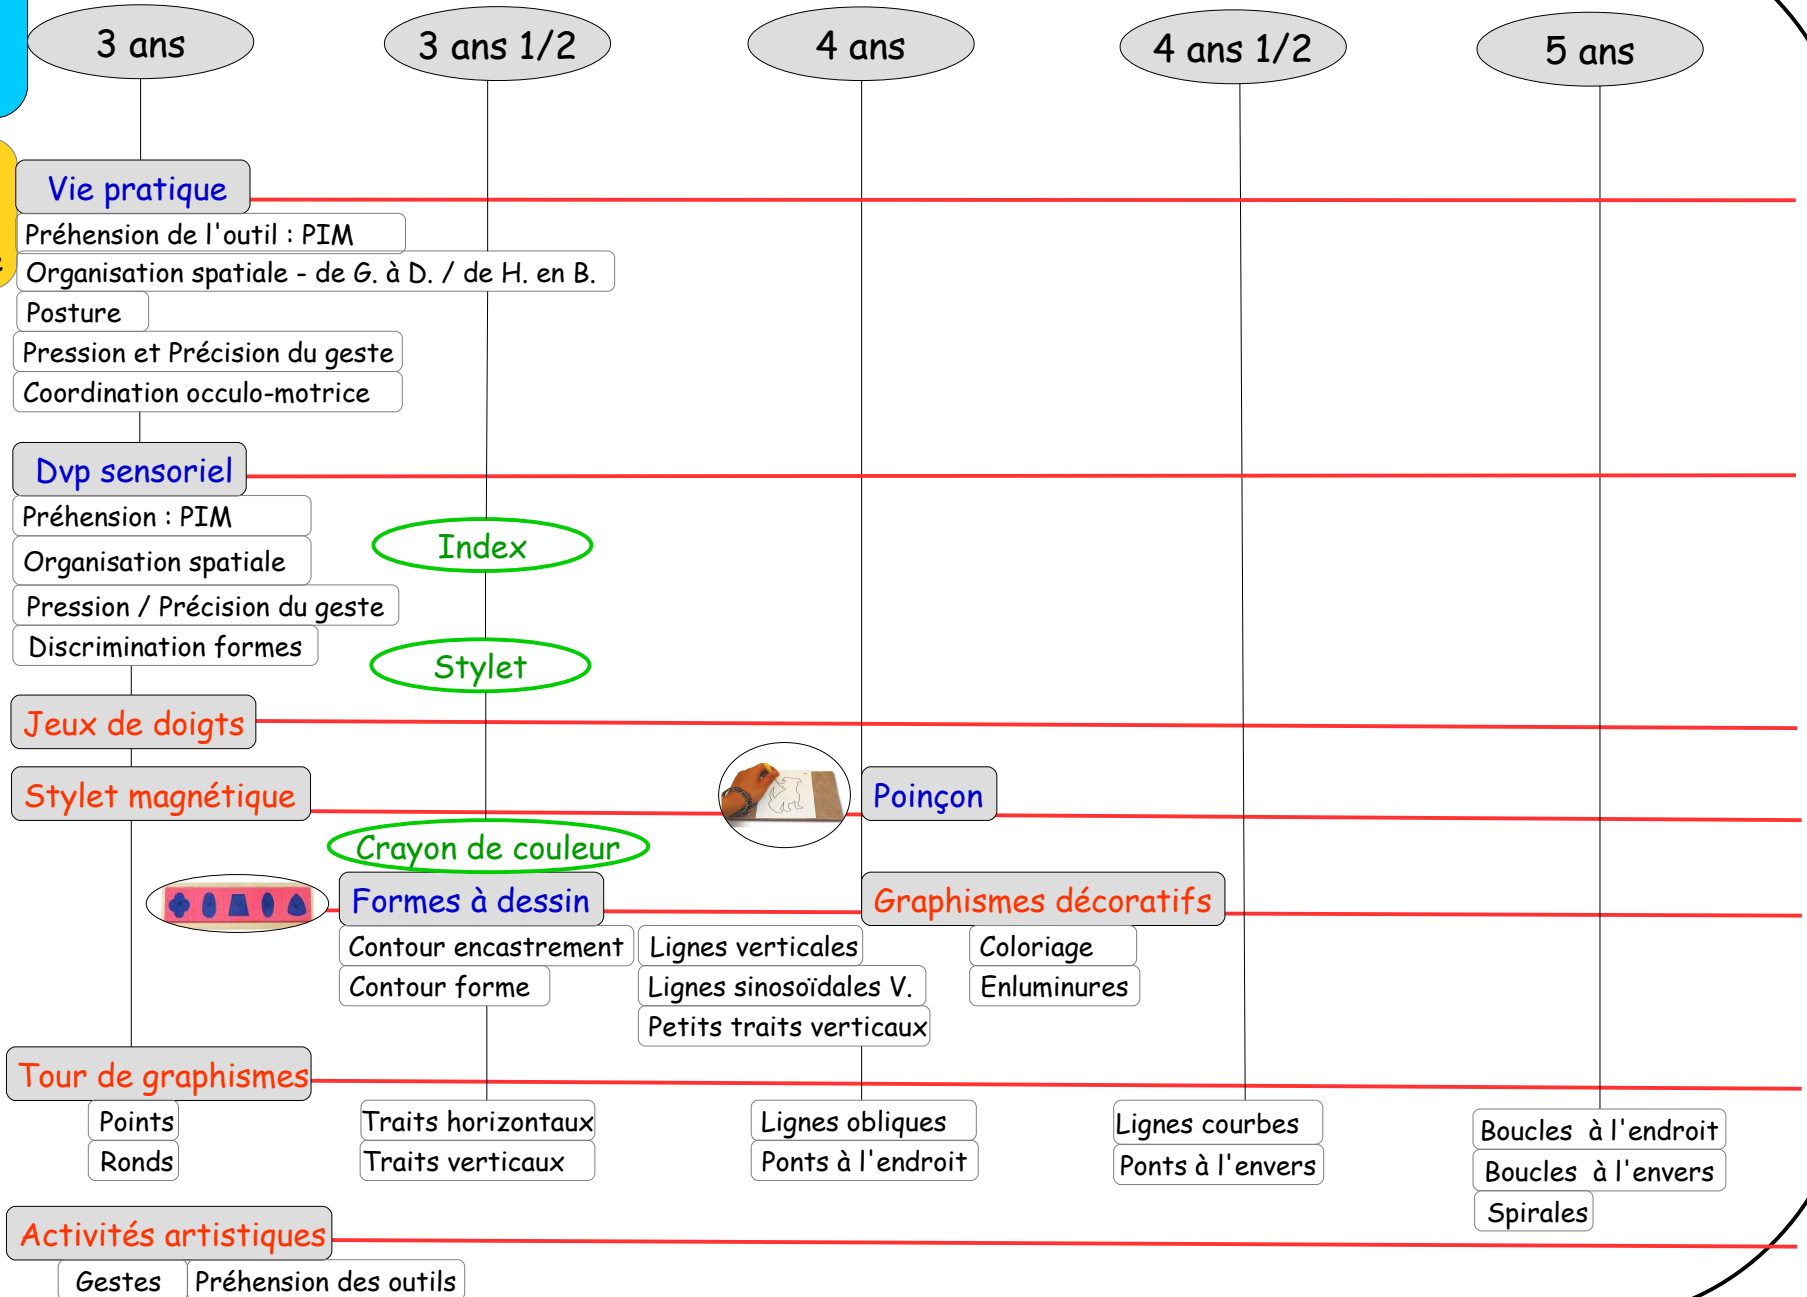 3 ans
3 ans 1/2
4 ans
4 ans 1/2
5 ans
Vie pratique
Préhension de l'outil : PIM
Organisation spatiale - de G. à D. / de H. en B.
Posture
Pression et Précision du geste
Coordination occulo-motrice
Dvp sensoriel
Préhension : PIM
Organisation spatiale
Pression / Précision du geste
Discrimination formes
Index
Stylet
Jeux de doigts
Stylet magnétique
Poinçon
Crayon de couleur
Formes à dessin
Graphismes décoratifs
Contour encastrement
Contour forme
Lignes verticales
Lignes sinosoïdales V.
Petits traits verticaux
Coloriage
Enluminures
Tour de graphismes
Points
Ronds
Traits horizontaux
Traits verticaux
Lignes obliques
Ponts à l'endroit
Lignes courbes
Ponts à l'envers
Boucles à l'endroit
Boucles à l'envers
Spirales
Activités artistiques
Gestes
Préhension des outils